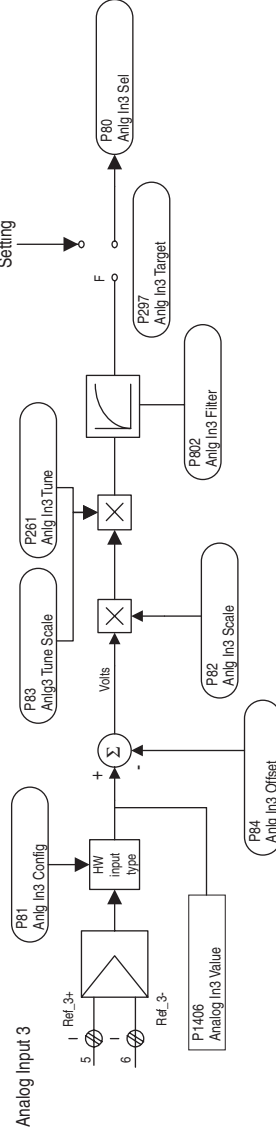 Analog Input 3
5
I
Ref_3+
6
I
Ref_3-
P81
Anlg In3 Config
HW
input
type
P1406
Analog In3 Value
+
Σ
-
P84
Anlg In3 Offset
Volts
P82
Anlg In3 Scale
P83
Anlg3 Tune Scale
P261
Anlg In3 Tune
P802
Anlg In3 Filter
F
Setting
P297
Anlg In3 Target
P80
Anlg In3 Sel